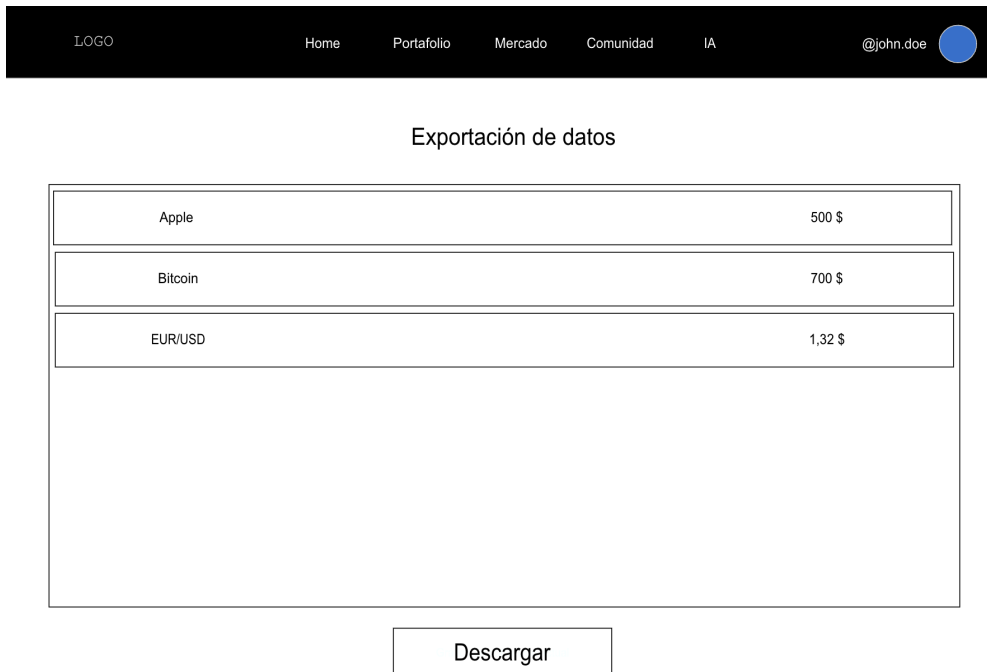 LOGO Home Portafolio Mercado Comunidad IA @john.doe
Exportación de datos
Apple 500 $
Bitcoin 700 $
EUR/USD 1,32 $
Descargar